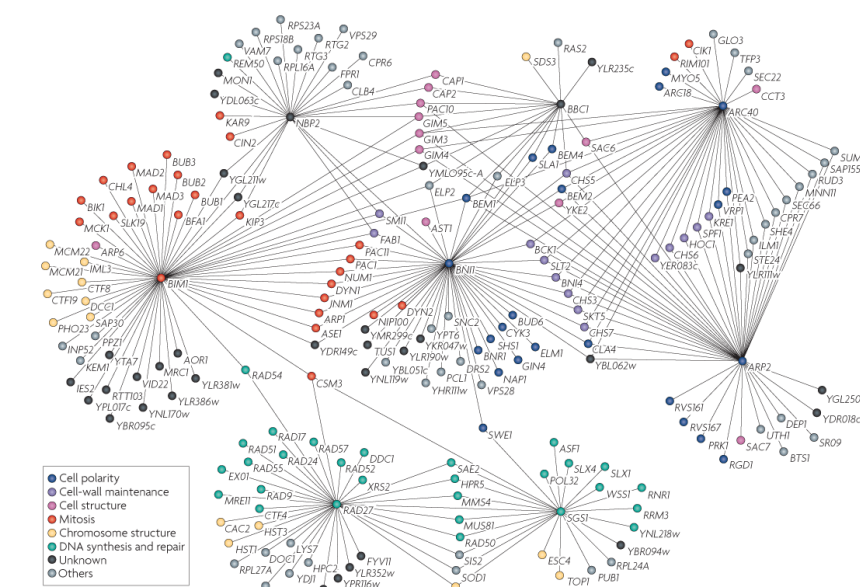 RPS23A
RPS18B
VPS29
RTG2
VAM7
RTG3
REM50
RPL16A
CPR6
FPR1
MON1
CLB4
YDL063c
KAR9
NBP2
CIN2
CAP1
CAP2
PAC10
GIM5
GIM3
GIM4
YMLO95c-A
ELP2
RAS2
SDS3
YLR235c
BBC1
SAC6
BEM4
SLA1
ELP3
CHS5
BEM2
BEM1
YKE2
GLO3
CIK1
RIM101
TFP3
MYO5
SEC22
ARC18
CCT3
ARC40
SUM
SAP155
RUD3
MNN11
SEC66
CPR7
SHE4
ILM1
STE24
YLR111w
PEA2
VRP1
KRE1
SPF1
HOC1
CHS6
YER083c
BUB3
MAD2
BUB2
CHL4
MAD3
BUB1
MAD1
BIK1
SLK19
BFA1
MCK1
YGL211w
YGL217c
KIP3
MCM22
ARP6
MCM21
IML3
CTF8
CTF19
DCC1
PHO23
SAP30
BIM1
INP52
PPZ1
YTA7
KEM1
AOR1
MRC1
IES2
VID22
YLR381w
RTT103
YPL017c
YLR386w
YNL170w
YBR095c
SMI1
FAB1
AST1
PAC11
PAC1
NUM1
DYN1
JNM1
ARP1
ASE1
YDR149c
BNI1
BCK1
SLT2
BNI4
CHS3
SKT5
CHS7
CLA4
YBL062w
DYN2
NIP100
YMR299c
TUS1
YNL119w
YBL051c
YLR190w
YKR047w
YPT6
SNC2
YHR111w
PCL1
DRS2
VPS28
BNR1
SHS1
CYK3
BUD6
ELM1
GIN4
NAP1
ARP2
YGL250
YDR018c
RVS161
RVS167
DEP1
UTH1
SR09
PRK1
SAC7
BTS1
RGD1
RAD54
CSM3
SWE1
RAD17
RAD57
RAD51
DDC1
RAD24
RAD55
RAD52
EX01
XRS2
RAD9
MRE11
CTF4
RAD27
CAC2
HST3
HST1
LYS7
DOC1
RPL27A
HPC2
FYV11
YDJ1
YLR352w
YPR116w
SAE2
HPR5
MMS4
MUS81
RAD50
SIS2
SOD1
ASF1
SLX4
SLX1
POL32
WSS1
RNR1
RRM3
SGS1
YNL218w
YBR094w
ESC4
RPL24A
PUB1
TOP1
Cell polarity
Cell-wall maintenance
Cell structure
Mitosis
Chromosome structure
DNA synthesis and repair
Unknown
Others